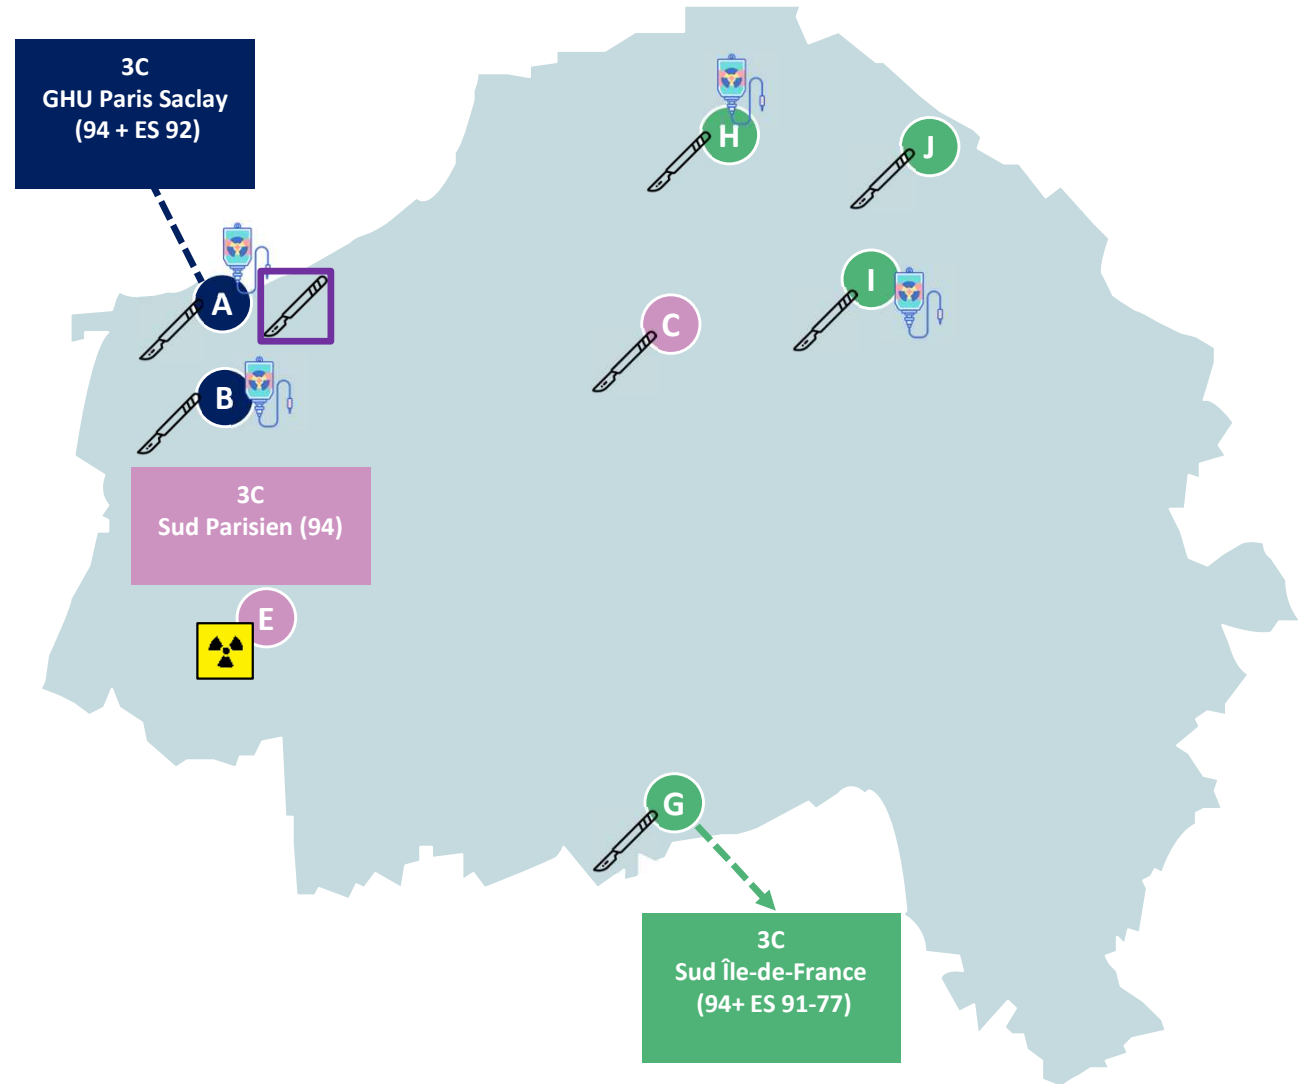 3C
GHU Paris Saclay
(94 + ES 92)
H
J
A
I
C
B
3C
Sud Parisien (94)
E
G
3C
Sud Île-de-France
(94+ ES 91-77)